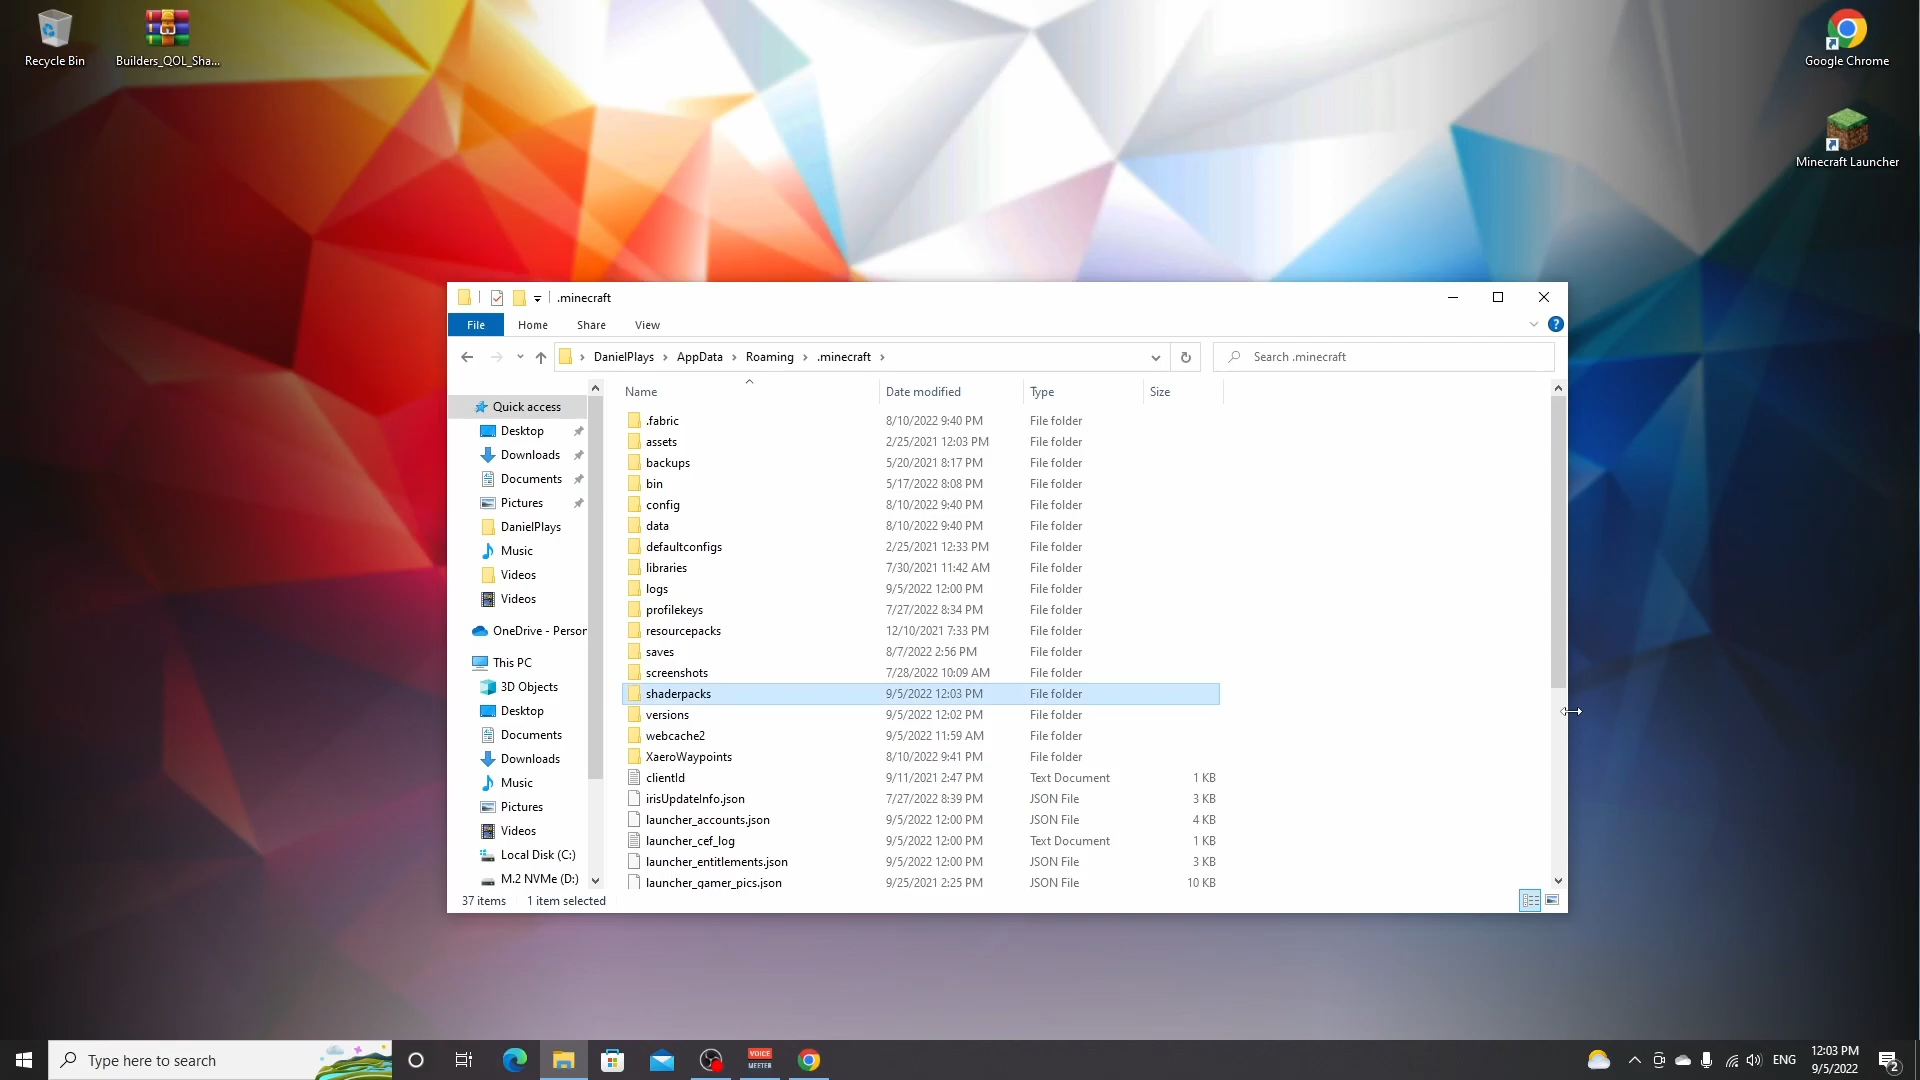 Recycle Bin
Builders_QOL_Sha...
Google Chrome
Minecraft Launcher
.minecraft
File Home Share View
DanielPlays AppData Roaming .minecraft
Search .minecraft
Name Date modified Type Size
Quick access
Desktop
Downloads
Documents
Pictures
DanielPlays
Music
Videos
Videos
OneDrive - Person
This PC
3D Objects
Desktop
Documents
Downloads
Music
Pictures
Videos
Local Disk (C:)
M.2 NVMe (D:)
.fabric 8/10/2022 9:40 PM File folder
assets 2/25/2021 12:03 PM File folder
backups 5/20/2021 8:17 PM File folder
bin 5/17/2022 8:08 PM File folder
config 8/10/2022 9:40 PM File folder
data 8/10/2022 9:40 PM File folder
defaultconfigs 2/25/2021 12:33 PM File folder
libraries 7/30/2021 11:42 AM File folder
logs 9/5/2022 12:00 PM File folder
profilekeys 7/27/2022 8:34 PM File folder
resourcepacks 12/10/2021 7:33 PM File folder
saves 8/7/2022 2:56 PM File folder
screenshots 7/28/2022 10:09 AM File folder
shaderpacks 9/5/2022 12:03 PM File folder
versions 9/5/2022 12:02 PM File folder
webcache2 9/5/2022 11:59 AM File folder
XaeroWaypoints 8/10/2022 9:41 PM File folder
clientId 9/11/2021 2:47 PM Text Document 1 KB
irisUpdateInfo.json 7/27/2022 8:39 PM JSON File 3 KB
launcher_accounts.json 9/5/2022 12:00 PM JSON File 4 KB
launcher_cef_log 9/5/2022 12:00 PM Text Document 1 KB
launcher_entitlements.json 9/5/2022 12:00 PM JSON File 3 KB
launcher_gamer_pics.json 9/25/2021 2:25 PM JSON File 10 KB
37 items 1 item selected
Type here to search
VOICE
MEETER
ENG
12:03 PM
9/5/2022
2